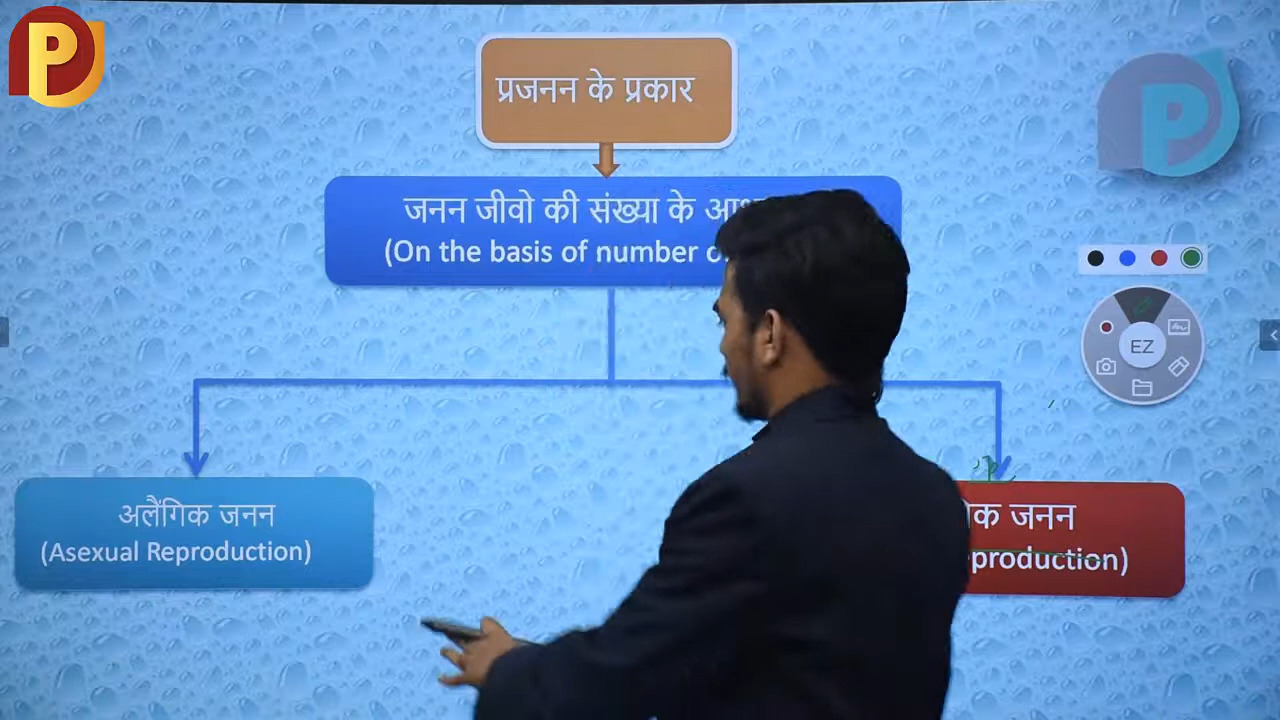 P
प्रजनन के प्रकार
P
जनन जीवो की संख्या के
(On the basis of number
EZ
अलैंगिक जनन
(Asexual Reproduction)
जनन
production)